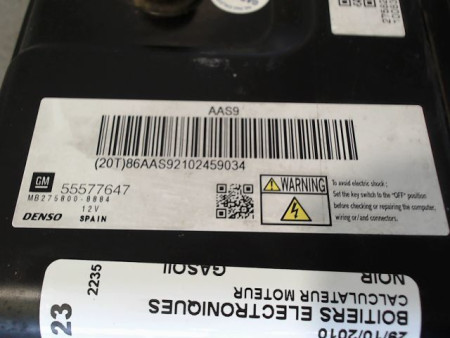 AAS9
(20T)86AAS92102459034
GM 55577647
MB275800-8884
12V
DENSO SPAIN
WARNING
To avoid electric shock;
Set the key switch to the "OFF" position
before checking or repairing the computer,
wiring or/and connectors.
29/10/2010
BOITIERS ELECTRONIQUES
CALCULATEUR MOTEUR
NOIR
GASOIL
2235
23